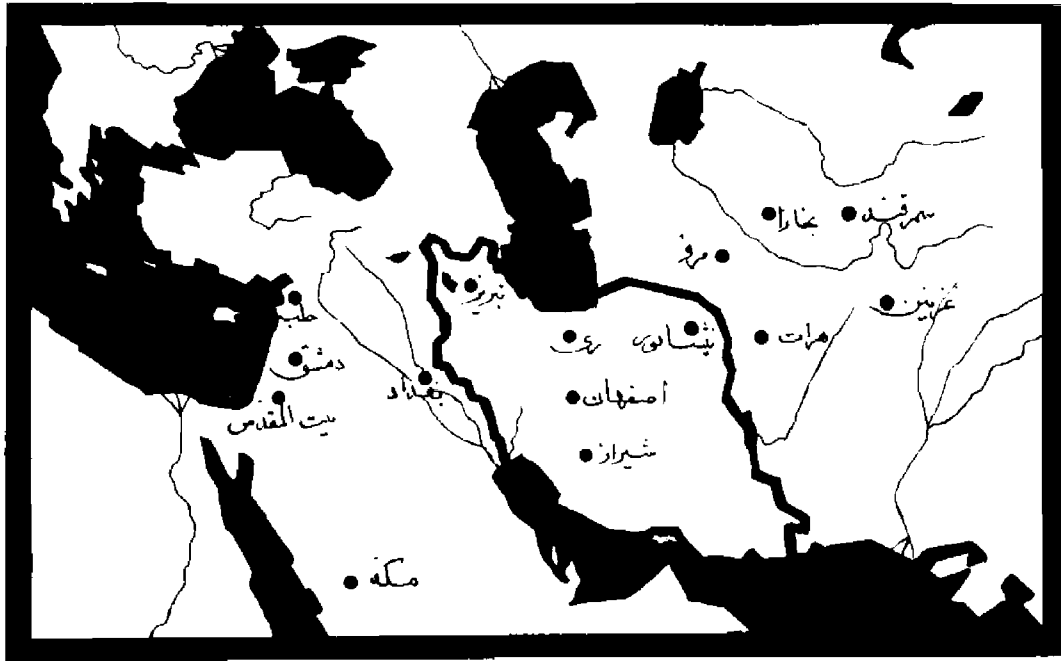 سمرقند
بخارا
مرو
غزنین
هرات
نیشابور
ری
تبریز
حلب
دمشق
بغداد
بیت المقدس
اصفهان
شیراز
مکه